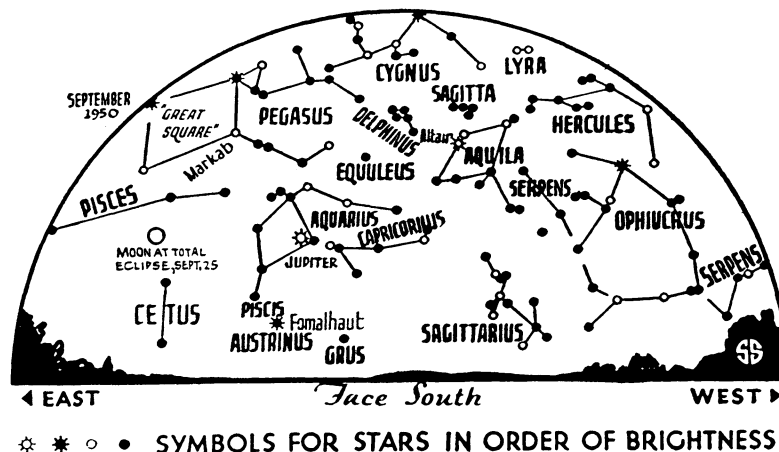 CYGNUS
LYRA
SEPTEMBER
1950
"GREAT
SQUARE"
PEGASUS
SAGITTA
DELPHINUS
HERCULES
Markab
Altair
AQUILA
EQUULEUS
SERPENS
PISCES
AQUARIUS
CAPRICORNUS
OPHIUCHUS
MOON AT TOTAL
ECLIPSE, SEPT, 25
JUPITER
SERPENS
CETUS
PISCIS
AUSTRINUS
Fomalhaut
GRUS
SAGITTARIUS
SS
EAST
Face South
WEST
SYMBOLS FOR STARS IN ORDER OF BRIGHTNESS